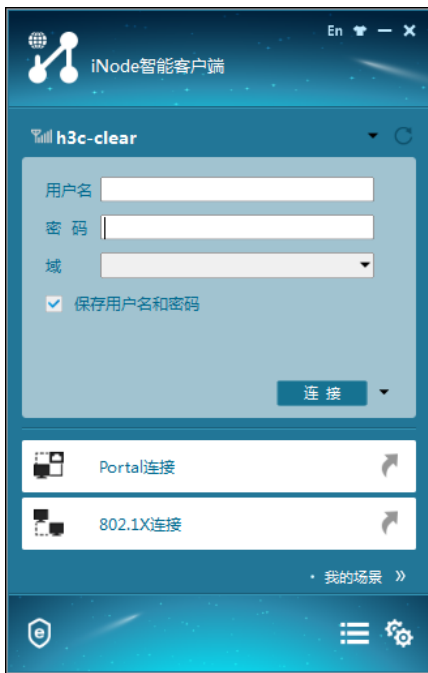 En
iNode智能客户端
h3c-clear
用户名
密 码
域
保存用户名和密码
连 接
Portal连接
802.1X连接
· 我的场景 »
e